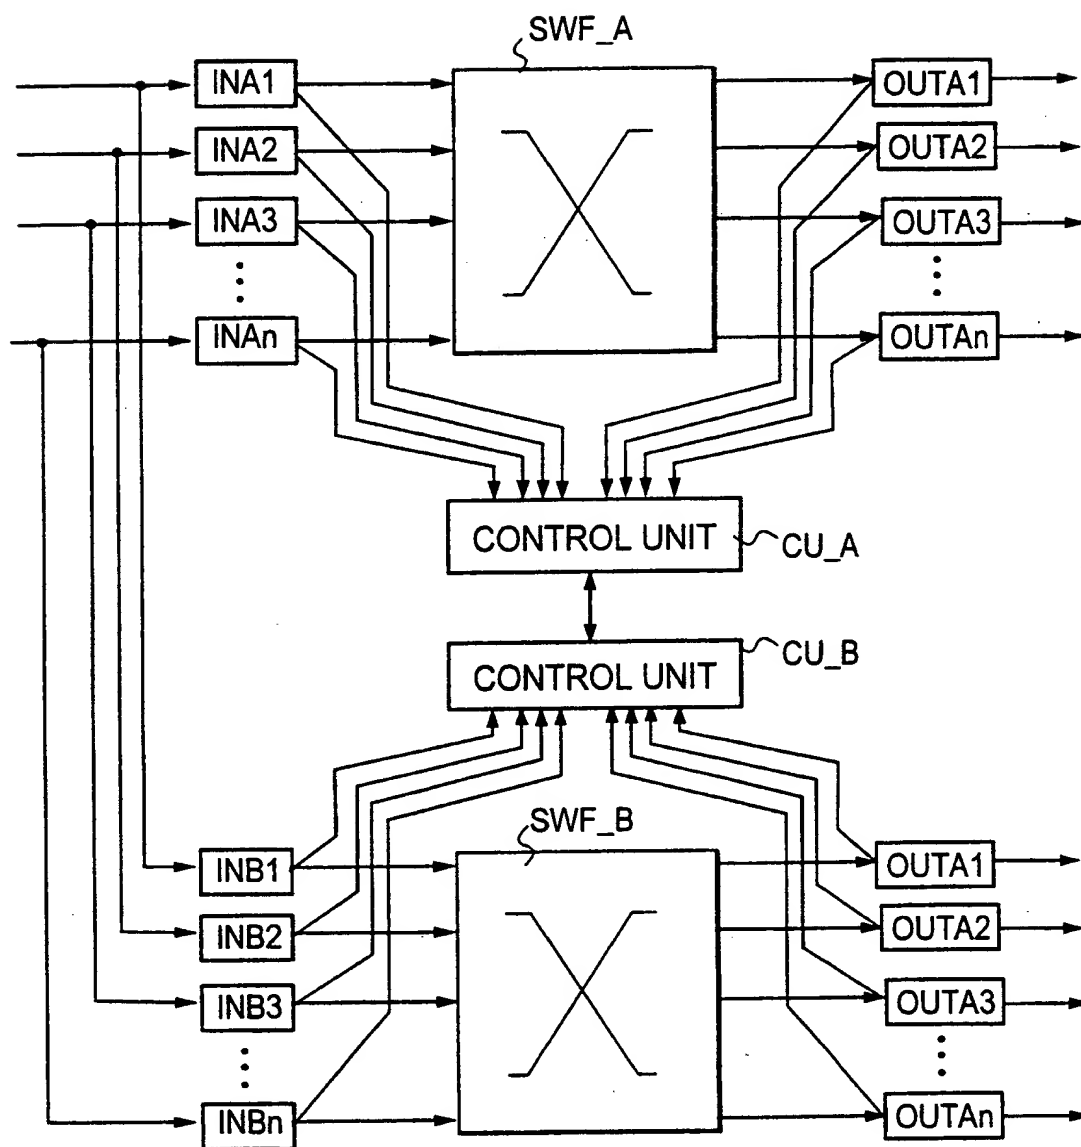 SWF_A
INA1
OUTA1
INA2
OUTA2
INA3
OUTA3
INAn
OUTAn
CONTROL UNIT
CU_A
CONTROL UNIT
CU_B
SWF_B
INB1
OUTA1
INB2
OUTA2
INB3
OUTA3
INBn
OUTAn